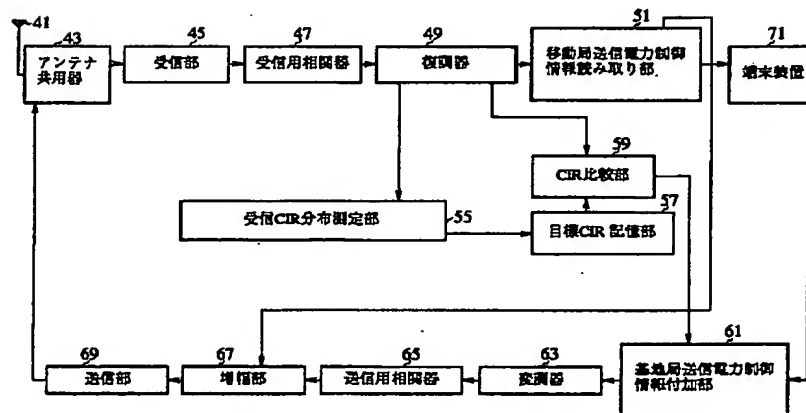 41
43
アンテナ
共用器
45
受信部
47
受信用相関器
49
復調器
51
移動局送信電力制御
情報読み取り部
71
端末装置
59
CIR比較部
受信CIR分布測定部
55
57
目標CIR 記憶部
69
送信部
67
増幅部
65
送信用相関器
63
変調器
61
基地局送信電力制御
情報付加部